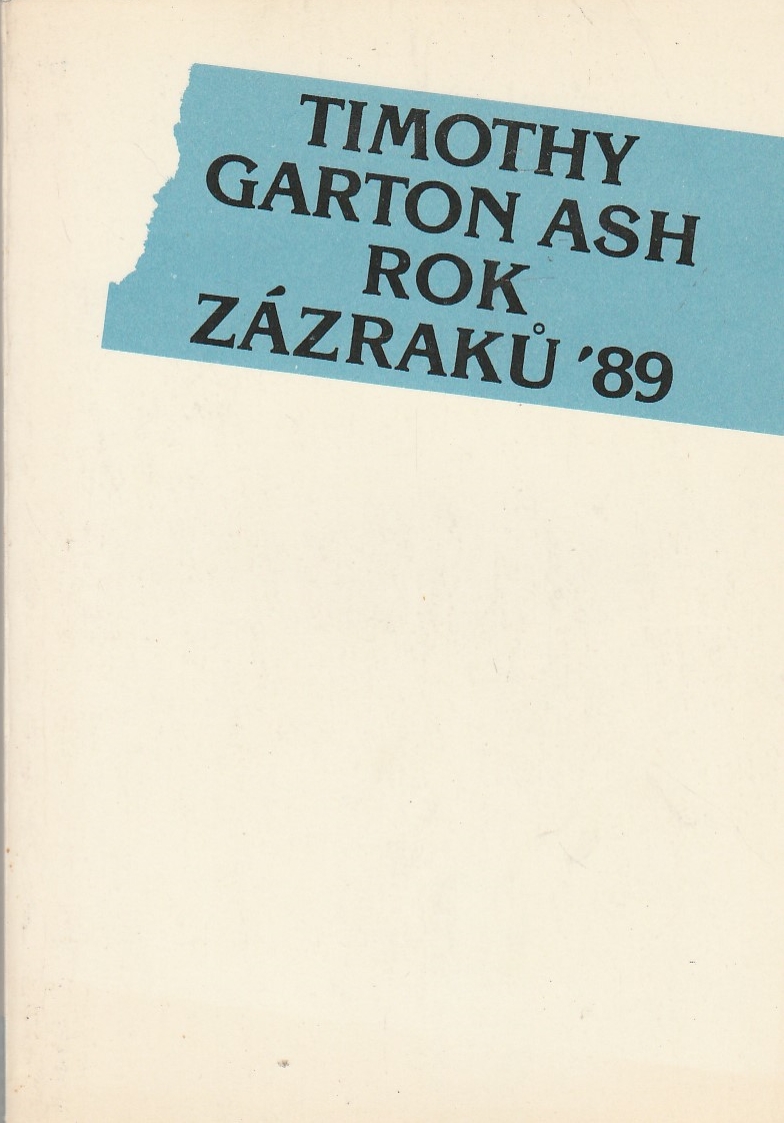 TIMOTHY
GARTON ASH
ROK
ZÁZRAKŮ '89